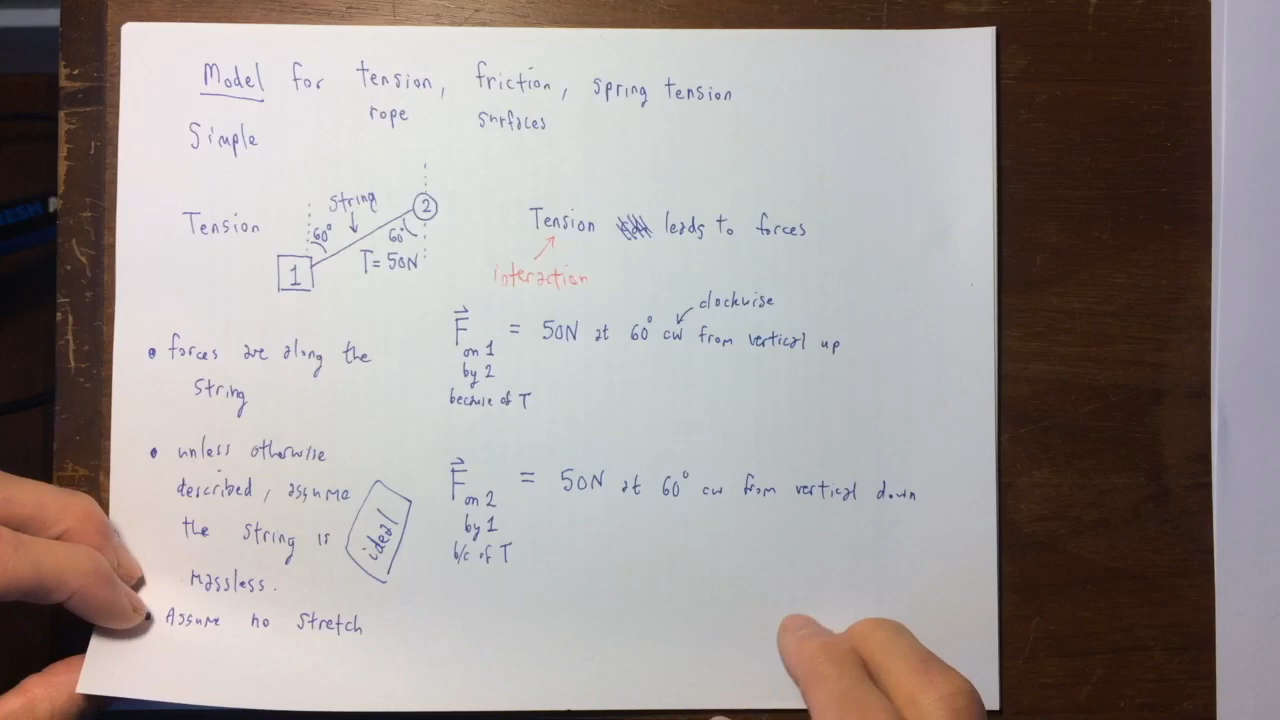 Model for tension, friction, spring tension
rope surfaces
Simple
Tension
string
60°
60°
T = 50N
1
2
Tension leads to forces
interaction
clockwise
F⃗ on 1 = 50N at 60° cw from vertical up
by 2
because of T
• forces are along the
string
• unless otherwise
described, assume
the string is
massless.
ideal
• Assume no stretch
F⃗ on 2 = 50N at 60° cw from vertical down
by 1
b/c of T